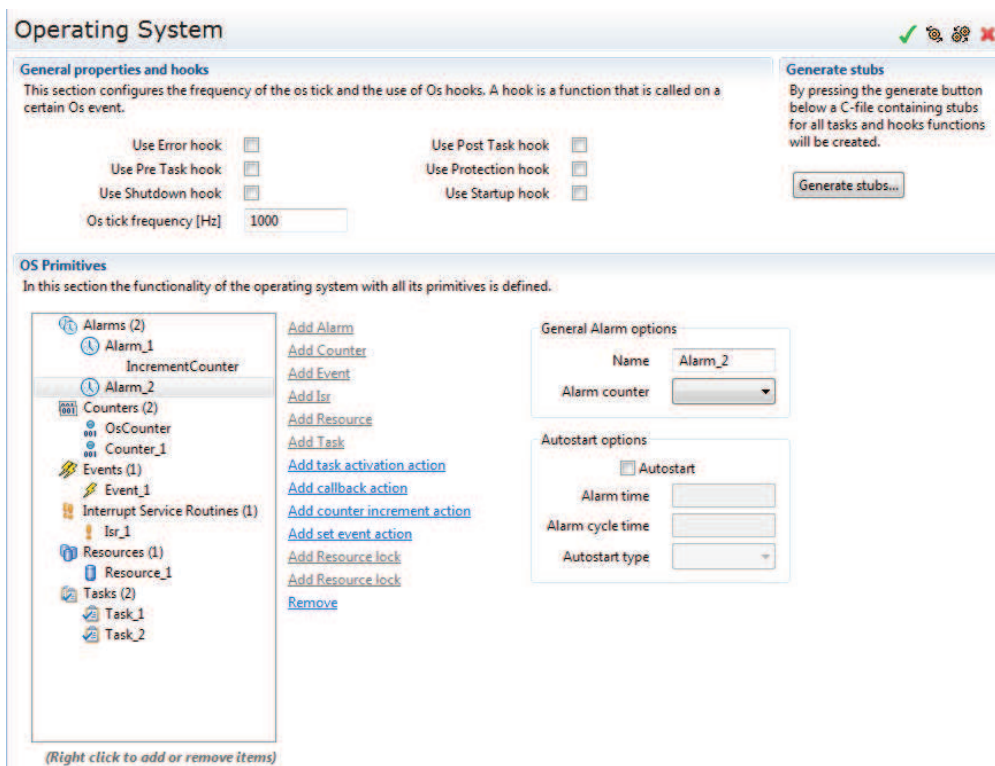 Operating System
General properties and hooks
This section configures the frequency of the os tick and the use of Os hooks. A hook is a function that is called on a
certain Os event.
Use Error hook
Use Post Task hook
Use Pre Task hook
Use Protection hook
Use Shutdown hook
Use Startup hook
Os tick frequency [Hz]
1000
Generate stubs
By pressing the generate button
below a C-file containing stubs
for all tasks and hooks functions
will be created.
Generate stubs...
OS Primitives
In this section the functionality of the operating system with all its primitives is defined.
Alarms (2)
Alarm_1
IncrementCounter
Alarm_2
Counters (2)
OsCounter
Counter_1
Events (1)
Event_1
Interrupt Service Routines (1)
Isr_1
Resources (1)
Resource_1
Tasks (2)
Task_1
Task_2
(Right click to add or remove items)
Add Alarm
Add Counter
Add Event
Add Isr
Add Resource
Add Task
Add task activation action
Add callback action
Add counter increment action
Add set event action
Add Resource lock
Add Resource lock
Remove
General Alarm options
Name
Alarm_2
Alarm counter
Autostart options
Autostart
Alarm time
Alarm cycle time
Autostart type